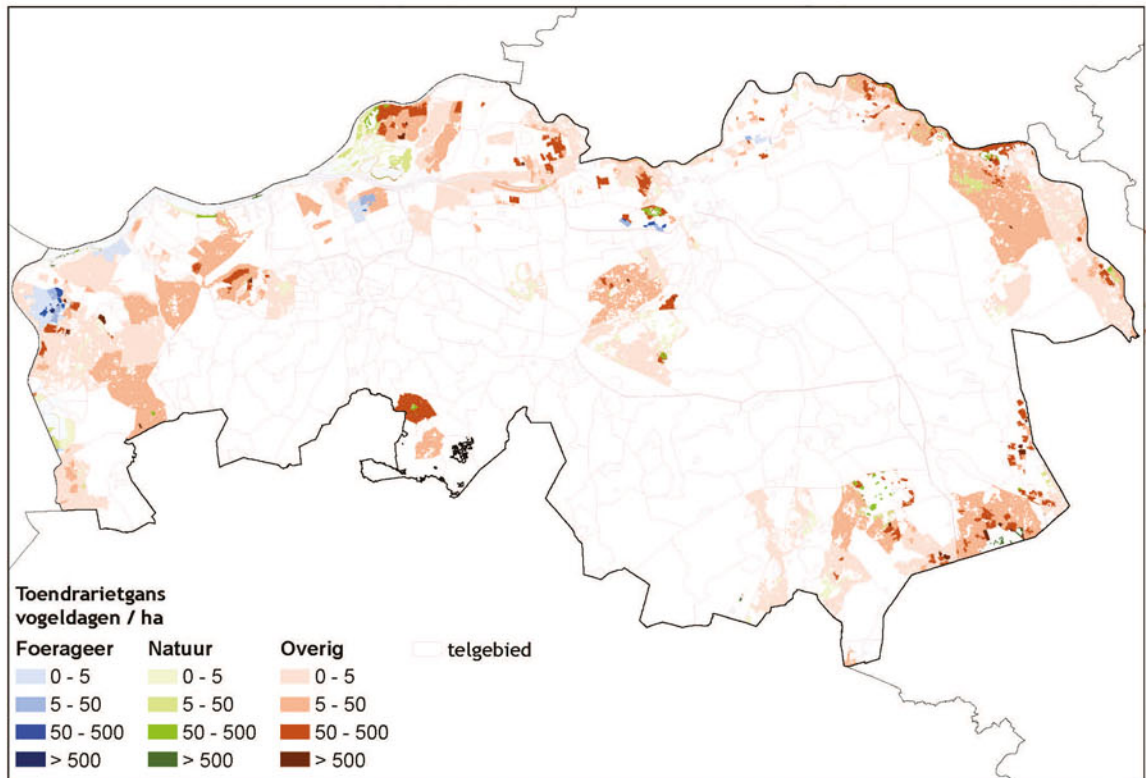 Toendrarietgans
vogeldagen / ha
Foerageer Natuur Overig telgebied
0 - 5 0 - 5 0 - 5
5 - 50 5 - 50 5 - 50
50 - 500 50 - 500 50 - 500
> 500 > 500 > 500